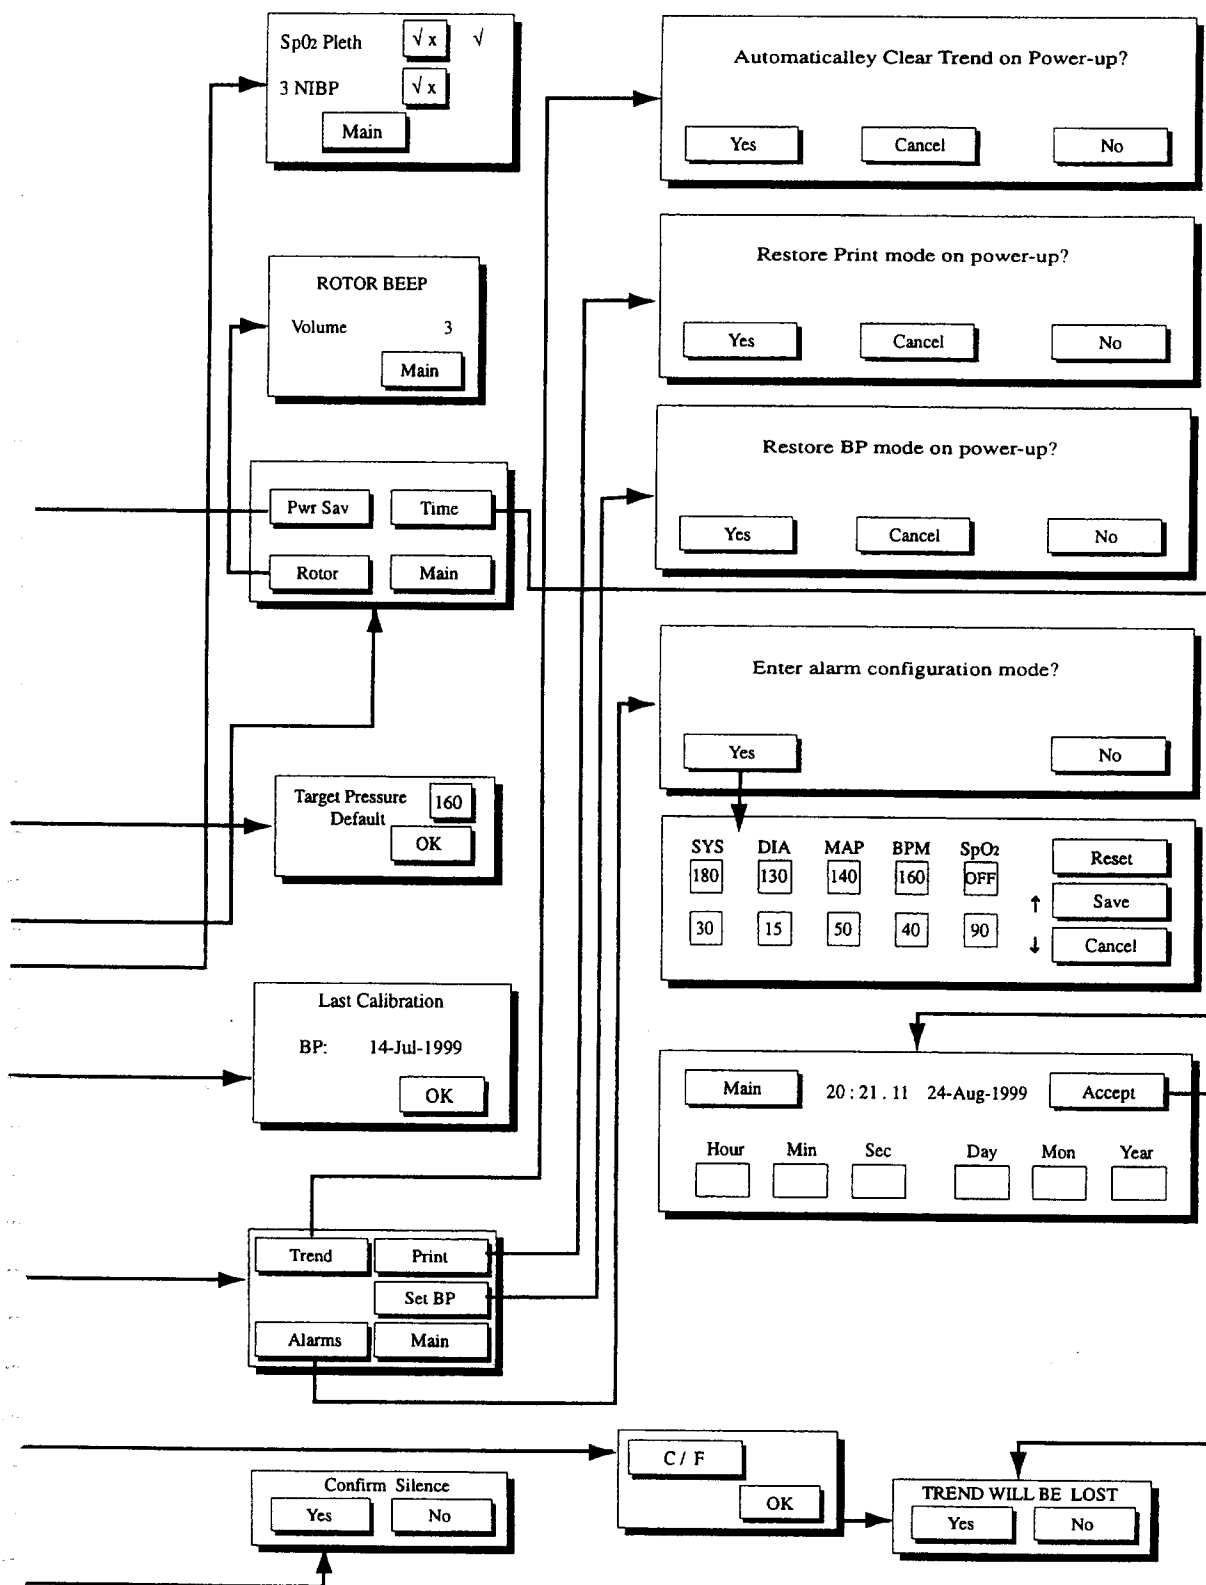 SpO₂ Pleth √ x √
3 NIBP √ x
Main
ROTOR BEEP
Volume 3
Main
Pwr Sav Time
Rotor Main
Target Pressure 160
Default
OK
Last Calibration
BP: 14-Jul-1999
OK
Trend Print
Set BP
Alarms Main
Confirm Silence
Yes No
Automaticalley Clear Trend on Power-up?
Yes Cancel No
Restore Print mode on power-up?
Yes Cancel No
Restore BP mode on power-up?
Yes Cancel No
Enter alarm configuration mode?
Yes No
SYS DIA MAP BPM SpO₂
180 130 140 160 OFF Reset
↑ Save
30 15 50 40 90
↓ Cancel
Main 20 : 21 . 11 24-Aug-1999 Accept
Hour Min Sec Day Mon Year
C / F
OK
TREND WILL BE LOST
Yes No